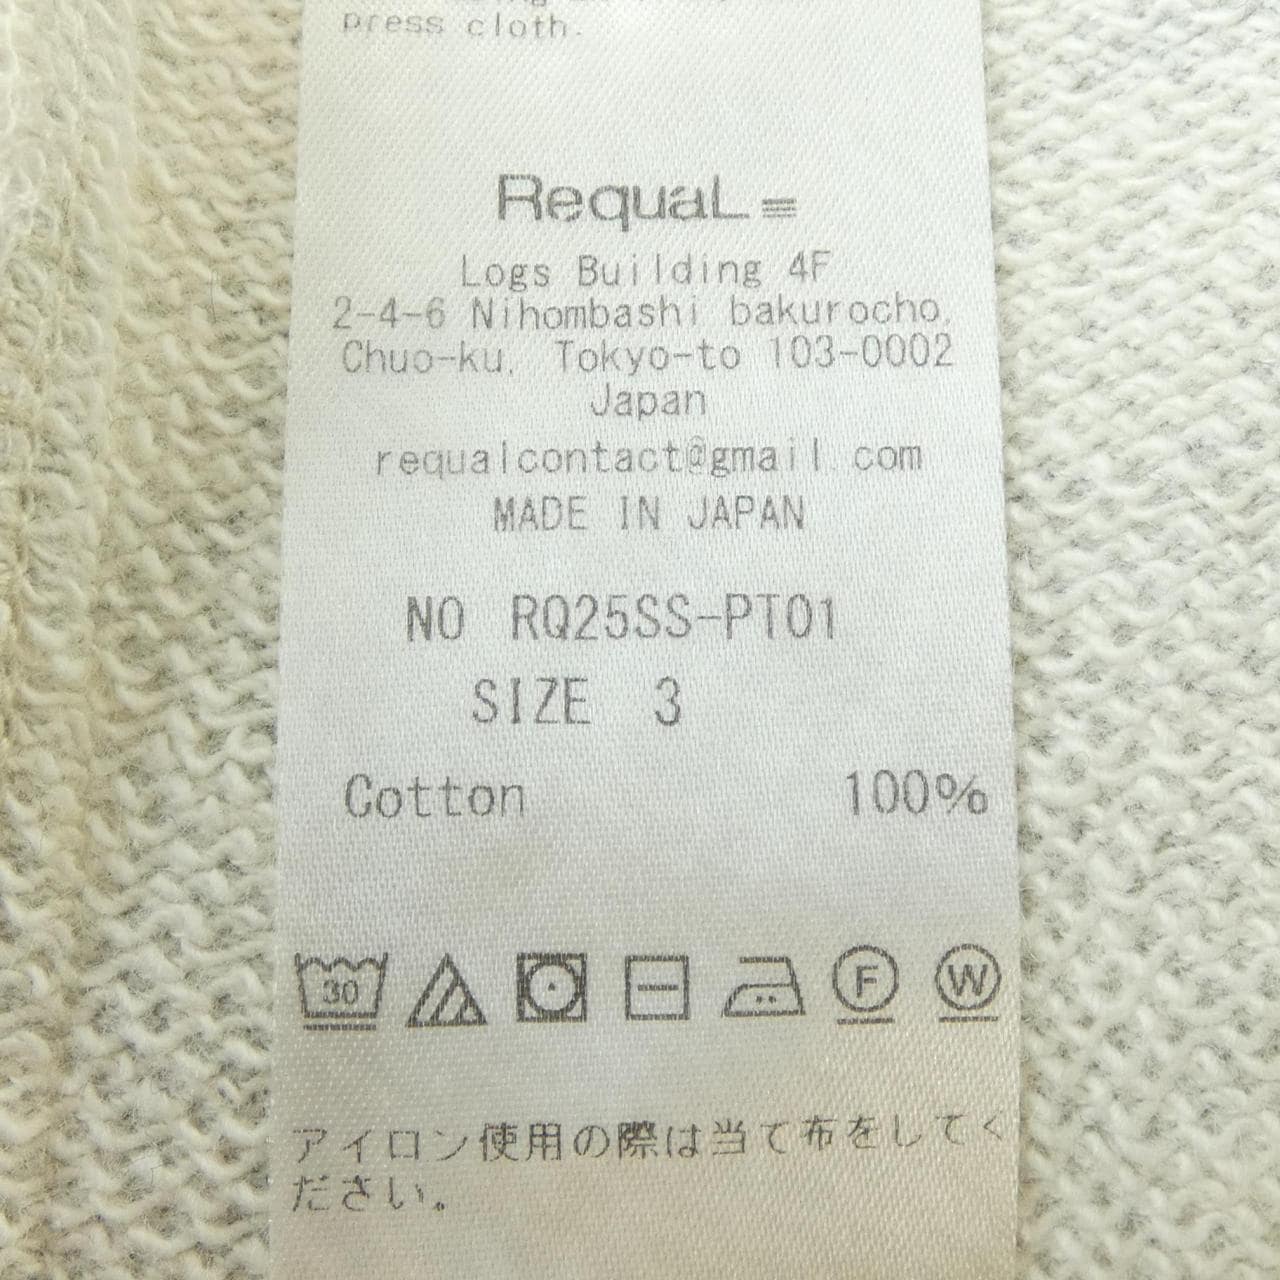 press cloth.
RequaL≡
Logs Building 4F
2-4-6 Nihombashi bakurocho,
Chuo-ku, Tokyo-to 103-0002
Japan
requalcontact@gmail.com
MADE IN JAPAN
NO RQ25SS-PT01
SIZE 3
Cotton 100%
30 F W
アイロン使用の際は当て布をしてく
ださい。